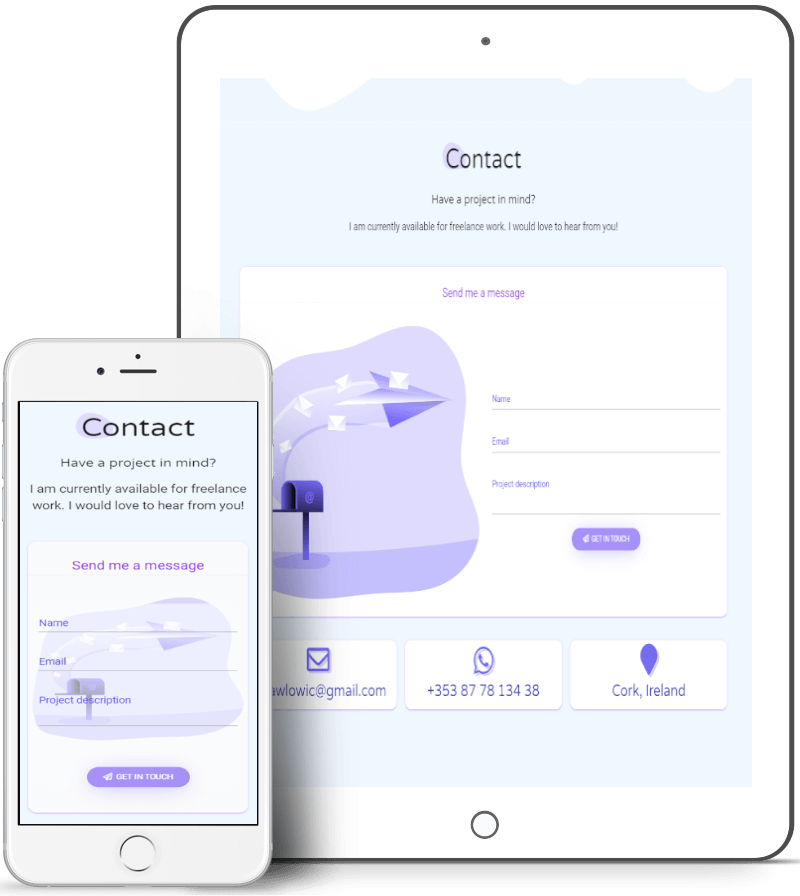 Contact
Have a project in mind?
I am currently available for freelance work. I would love to hear from you!
Send me a message
Name
Email
Project description
GET IN TOUCH
+353 87 78 134 38
Cork, Ireland
Contact
Have a project in mind?
I am currently available for freelance
work. I would love to hear from you!
Send me a message
Name
Email
Project description
GET IN TOUCH